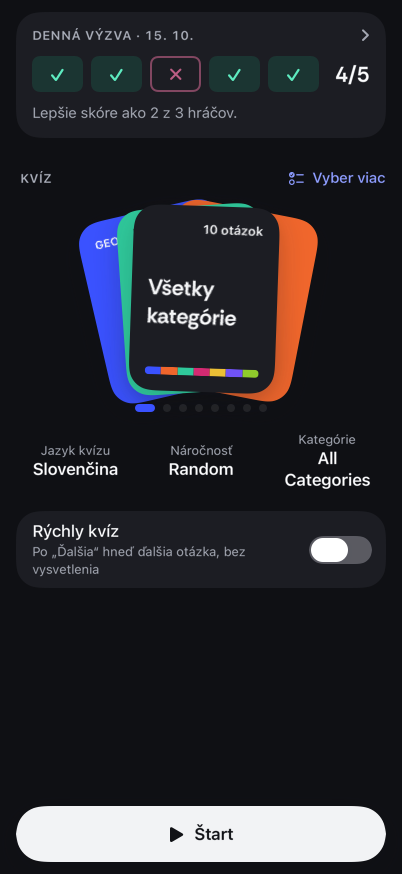 DENNÁ VÝZVA · 15. 10.
4/5
Lepšie skóre ako 2 z 3 hráčov.
KVÍZ
Vyber viac
GEO
10 otázok
Všetky
kategórie
Jazyk kvízu
Slovenčina
Náročnosť
Random
Kategórie
All
Categories
Rýchly kvíz
Po „Ďalšia“ hneď ďalšia otázka, bez
vysvetlenia
Štart